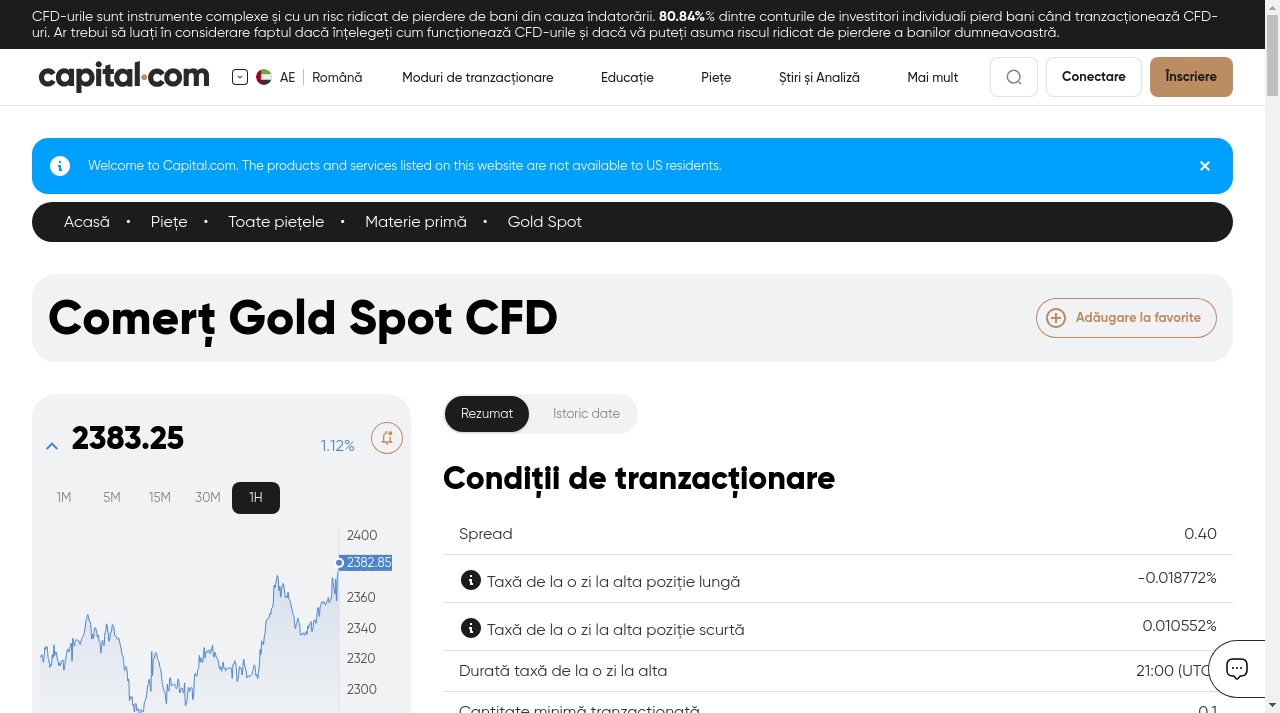 CFD-urile sunt instrumente complexe și cu un risc ridicat de pierdere de bani din cauza îndatorării. 80.84%% dintre conturile de investitori individuali pierd bani când tranzacționează CFD-
uri. Ar trebui să luați în considerare faptul dacă înțelegeți cum funcționează CFD-urile și dacă vă puteți asuma riscul ridicat de pierdere a banilor dumneavoastră.
capital.com
AE
Română
Moduri de tranzacționare
Educație
Piețe
Știri și Analiză
Mai mult
Conectare
Înscriere
Welcome to Capital.com. The products and services listed on this website are not available to US residents.
Acasă • Piețe • Toate piețele • Materie primă • Gold Spot
Comerț Gold Spot CFD
Adăugare la favorite
2383.25
1.12%
1M 5M 15M 30M 1H
2400
2382.85
2360
2340
2320
2300
Rezumat
Istoric date
Condiții de tranzacționare
Spread 0.40
Taxă de la o zi la alta poziție lungă -0.018772%
Taxă de la o zi la alta poziție scurtă 0.010552%
Durată taxă de la o zi la alta 21:00 (UTC
Cantitate minimă tranzacționată 0.1